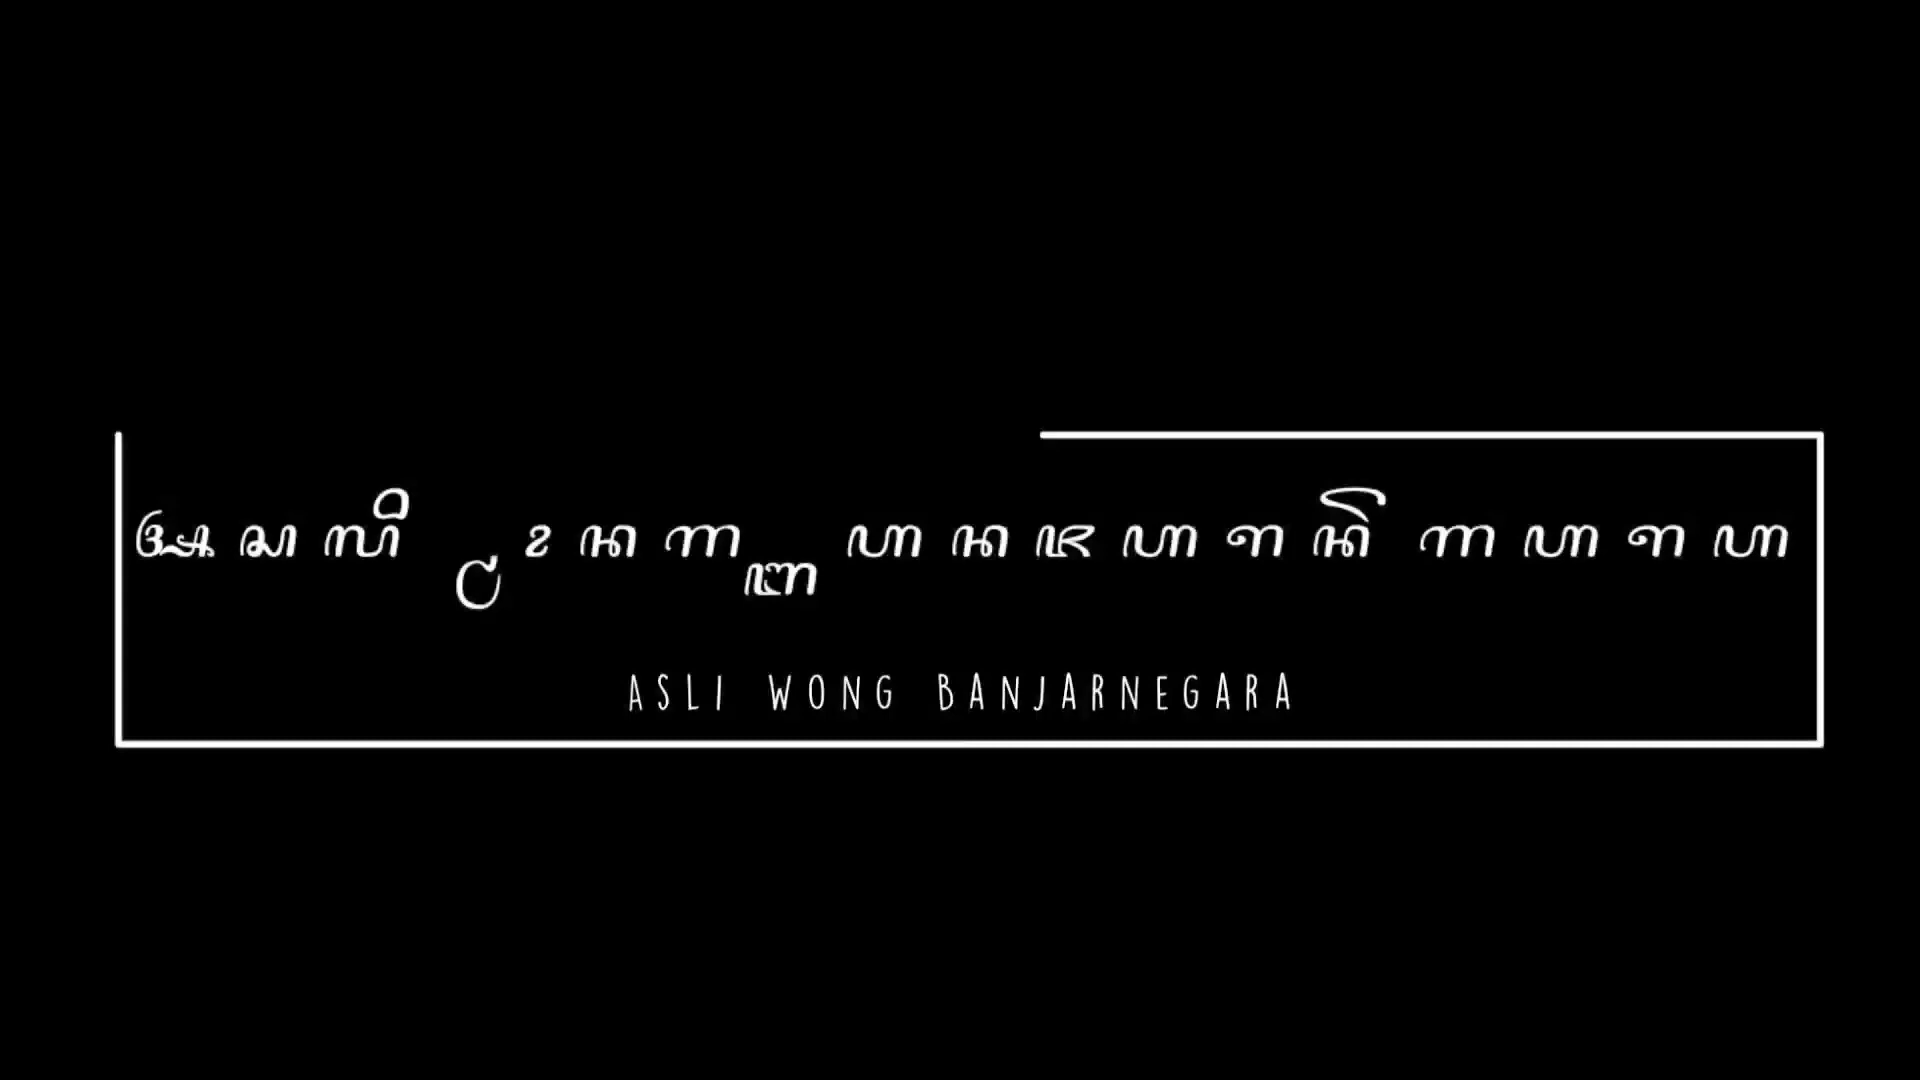 ꦄ ꦱ ꦭꦶ ꦤ ꦒ ꦲ ꦤ ꦗ ꦲ ꦫ ꦤꦼ ꦒ ꦲ ꦫ ꦲ
ASLI WONG BANJARNEGARA